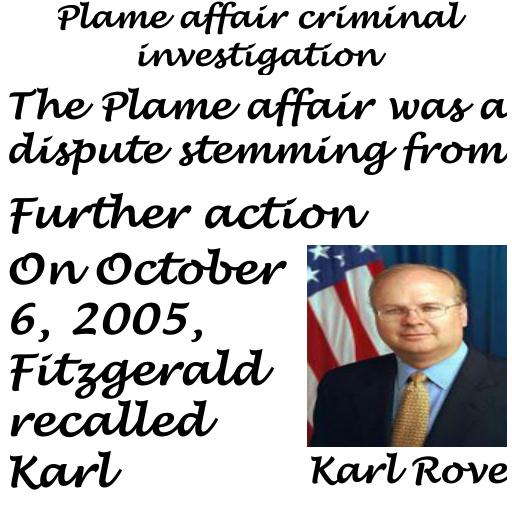 Plame affair criminal
investigation
The Plame affair was a
dispute stemming from
Further action
On October
6, 2005,
Fitzgerald
recalled
Karl
Karl Rove